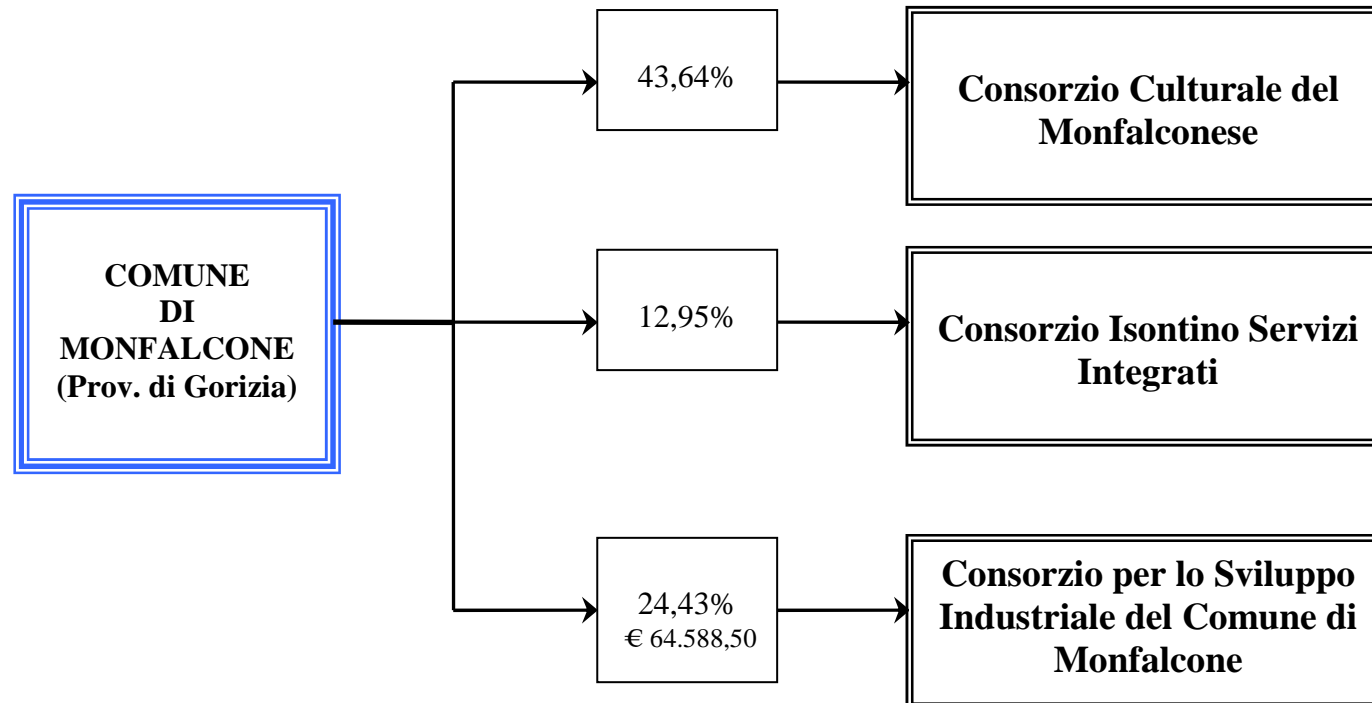 COMUNE
DI
MONFALCONE
(Prov. di Gorizia)
43,64%
Consorzio Culturale del
Monfalconese
12,95%
Consorzio Isontino Servizi
Integrati
24,43%
€ 64.588,50
Consorzio per lo Sviluppo
Industriale del Comune di
Monfalcone